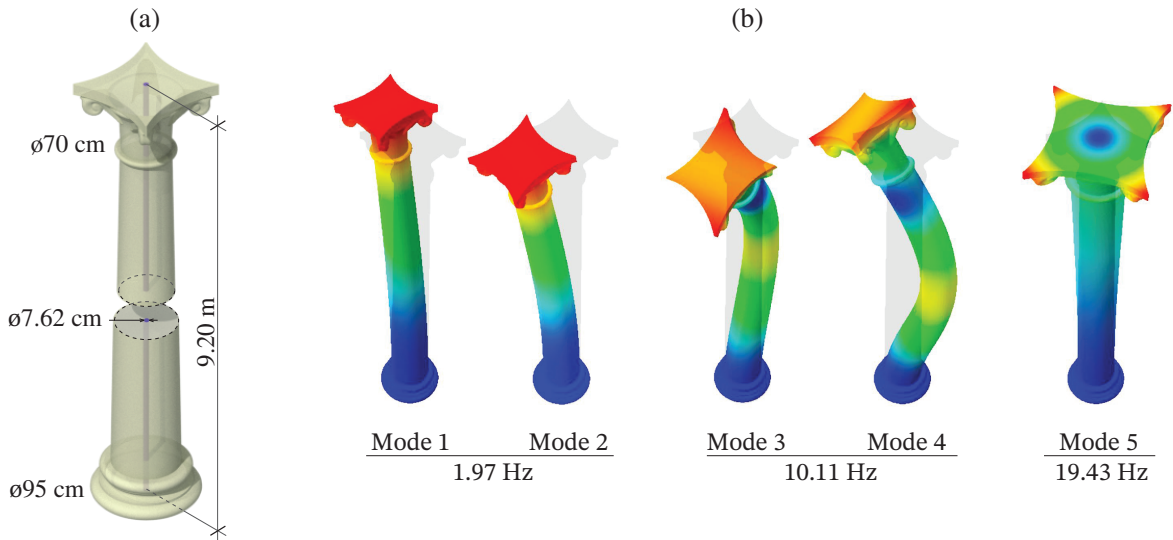 (a)
(b)
ø70 cm
ø7.62 cm
9.20 m
ø95 cm
Mode 1 Mode 2 Mode 3 Mode 4 Mode 5
1.97 Hz 10.11 Hz 19.43 Hz